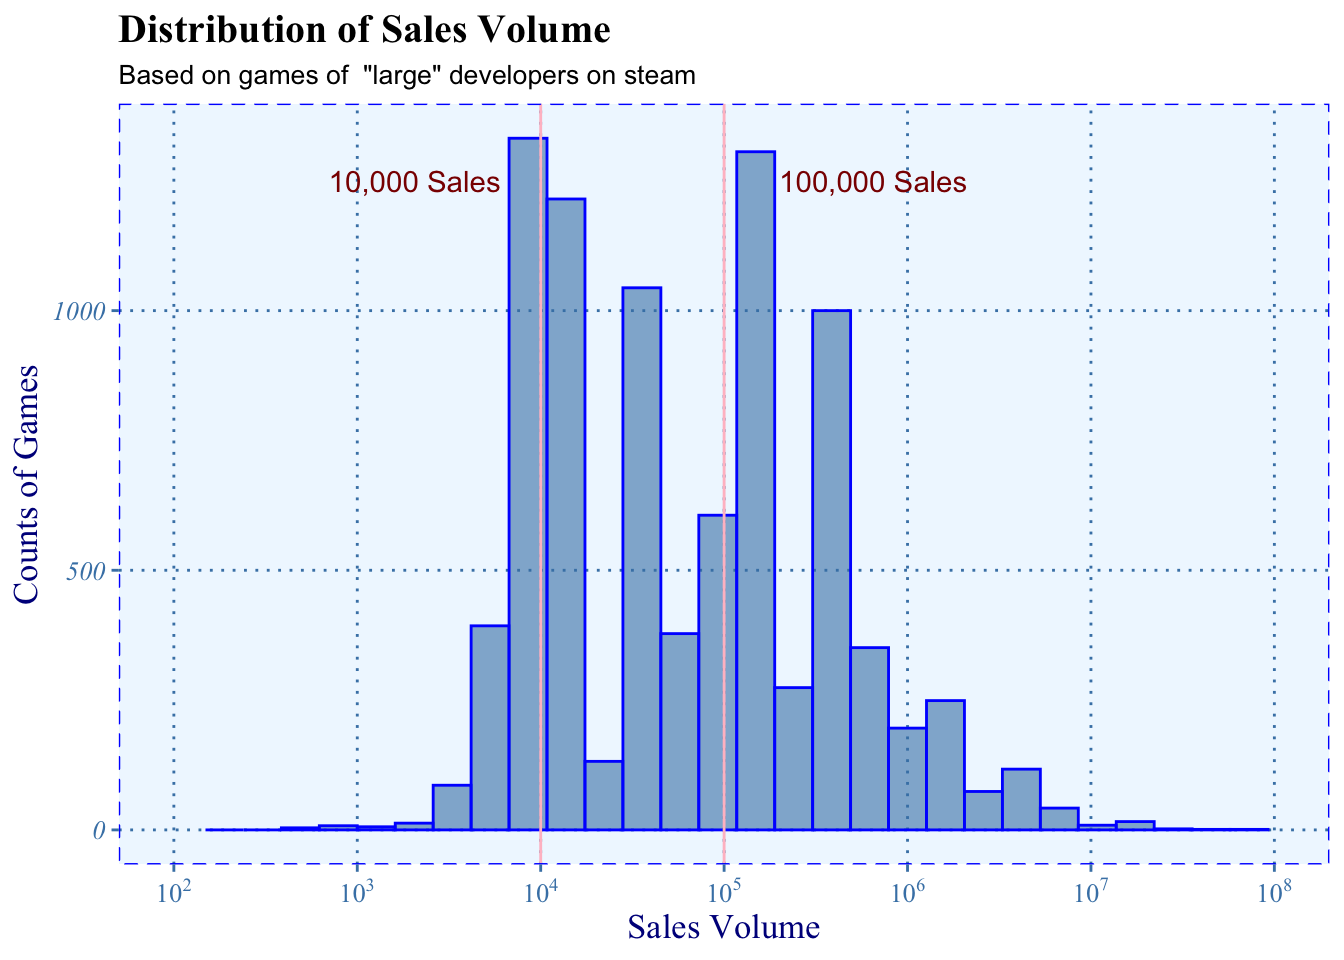 Distribution of Sales Volume
Based on games of  "large" developers on steam
10,000 Sales
100,000 Sales
Counts of Games
1000
500
0
10²
10³
10⁴
10⁵
10⁶
10⁷
10⁸
Sales Volume